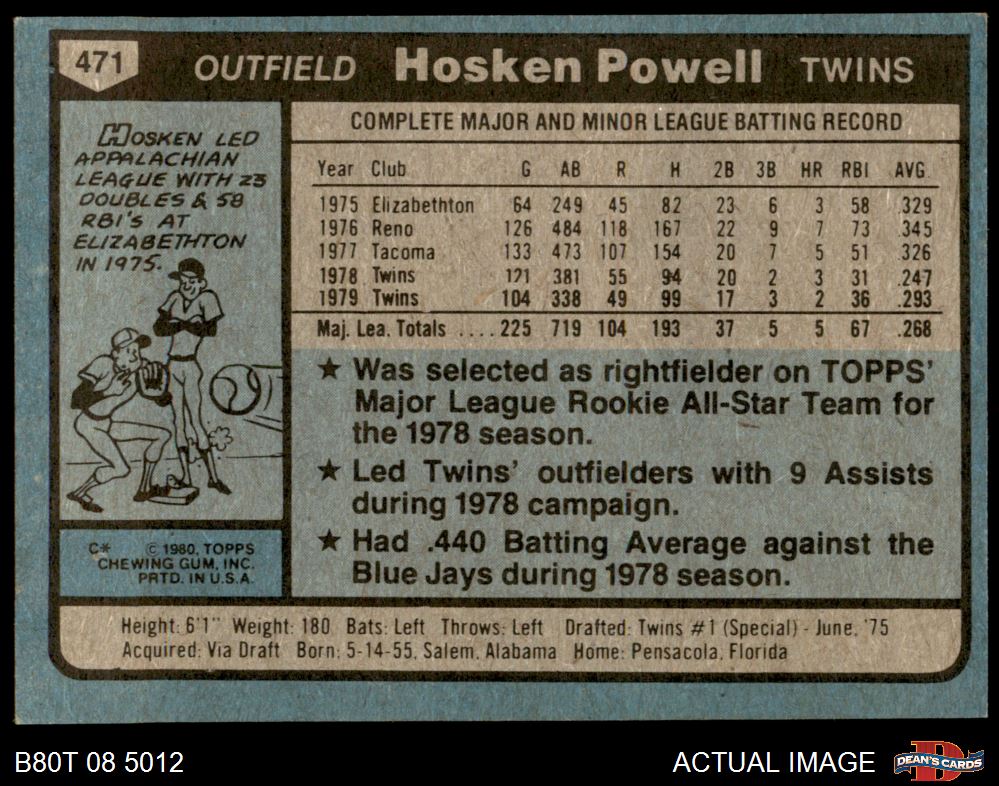 471 OUTFIELD Hosken Powell TWINS
HOSKEN LED
APPALACHIAN
LEAGUE WITH 23
DOUBLES & 58
RBI'S AT
ELIZABETHTON
IN 1975.
COMPLETE MAJOR AND MINOR LEAGUE BATTING RECORD
Year Club G AB R H 2B 3B HR RBI AVG.
1975 Elizabethton 64 249 45 82 23 6 3 58 .329
1976 Reno 126 484 118 167 22 9 7 73 .345
1977 Tacoma 133 473 107 154 20 7 5 51 .326
1978 Twins 121 381 55 94 20 2 3 31 .247
1979 Twins 104 338 49 99 17 3 2 36 .293
Maj. Lea. Totals .... 225 719 104 193 37 5 5 67 .268
★ Was selected as rightfielder on TOPPS'
Major League Rookie All-Star Team for
the 1978 season.
★ Led Twins' outfielders with 9 Assists
during 1978 campaign.
★ Had .440 Batting Average against the
Blue Jays during 1978 season.
C* © 1980, TOPPS
CHEWING GUM, INC.
PRTD. IN U.S.A.
Height: 6'1" Weight: 180 Bats: Left Throws: Left Drafted: Twins #1 (Special) - June, '75
Acquired: Via Draft Born: 5-14-55, Salem, Alabama Home: Pensacola, Florida
B80T 08 5012 ACTUAL IMAGE DEAN'S CARDS